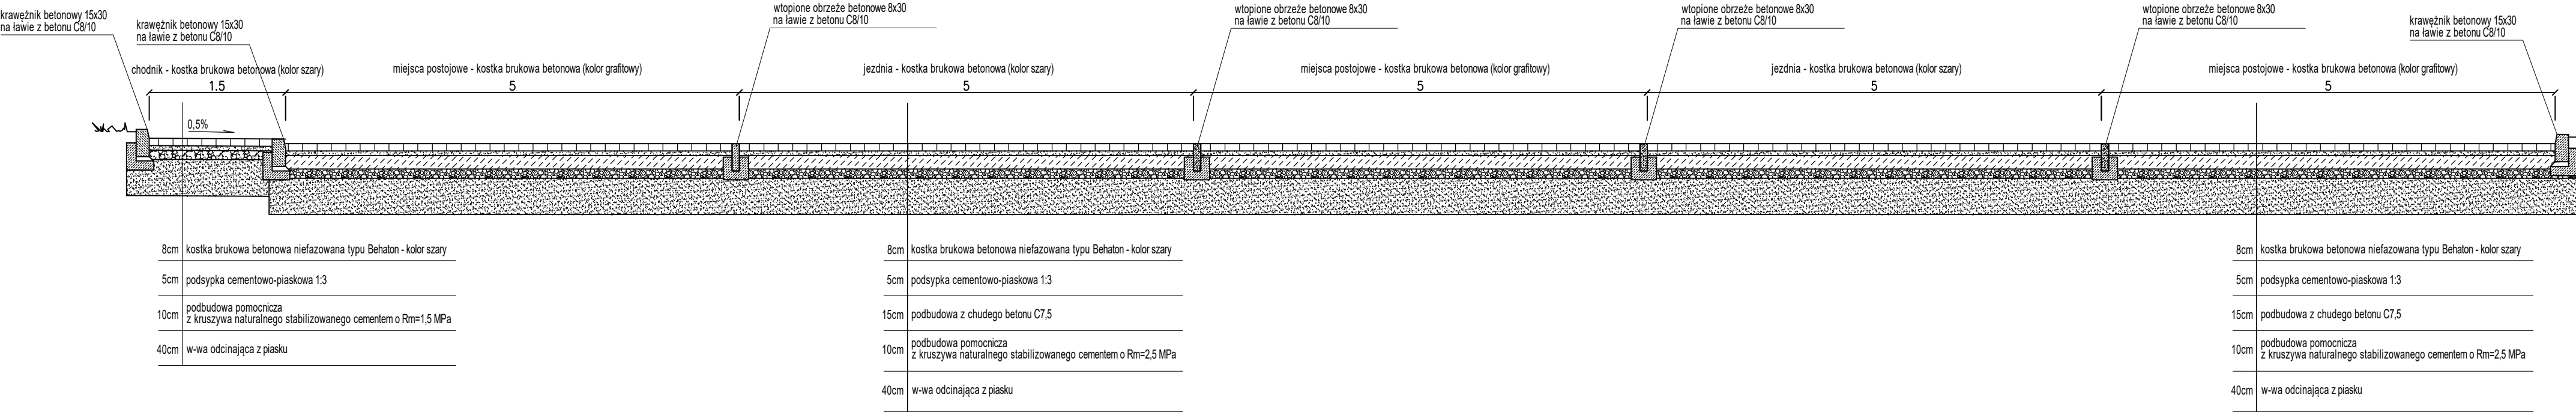 krawężnik betonowy 15x30
na ławie z betonu C8/10
krawężnik betonowy 15x30
na ławie z betonu C8/10
wtopione obrzeże betonowe 8x30
na ławie z betonu C8/10
wtopione obrzeże betonowe 8x30
na ławie z betonu C8/10
wtopione obrzeże betonowe 8x30
na ławie z betonu C8/10
wtopione obrzeże betonowe 8x30
na ławie z betonu C8/10
krawężnik betonowy 15x30
na ławie z betonu C8/10
chodnik - kostka brukowa betonowa (kolor szary)
miejsca postojowe - kostka brukowa betonowa (kolor grafitowy)
jezdnia - kostka brukowa betonowa (kolor szary)
miejsca postojowe - kostka brukowa betonowa (kolor grafitowy)
jezdnia - kostka brukowa betonowa (kolor szary)
miejsca postojowe - kostka brukowa betonowa (kolor grafitowy)
1.5
5
5
5
5
5
0,5%
8cm kostka brukowa betonowa niefazowana typu Behaton - kolor szary
5cm podsypka cementowo-piaskowa 1:3
10cm podbudowa pomocnicza
z kruszywa naturalnego stabilizowanego cementem o Rm=1,5 MPa
40cm w-wa odcinająca z piasku
8cm kostka brukowa betonowa niefazowana typu Behaton - kolor szary
5cm podsypka cementowo-piaskowa 1:3
15cm podbudowa z chudego betonu C7,5
10cm podbudowa pomocnicza
z kruszywa naturalnego stabilizowanego cementem o Rm=2,5 MPa
40cm w-wa odcinająca z piasku
8cm kostka brukowa betonowa niefazowana typu Behaton - kolor szary
5cm podsypka cementowo-piaskowa 1:3
15cm podbudowa z chudego betonu C7,5
10cm podbudowa pomocnicza
z kruszywa naturalnego stabilizowanego cementem o Rm=2,5 MPa
40cm w-wa odcinająca z piasku